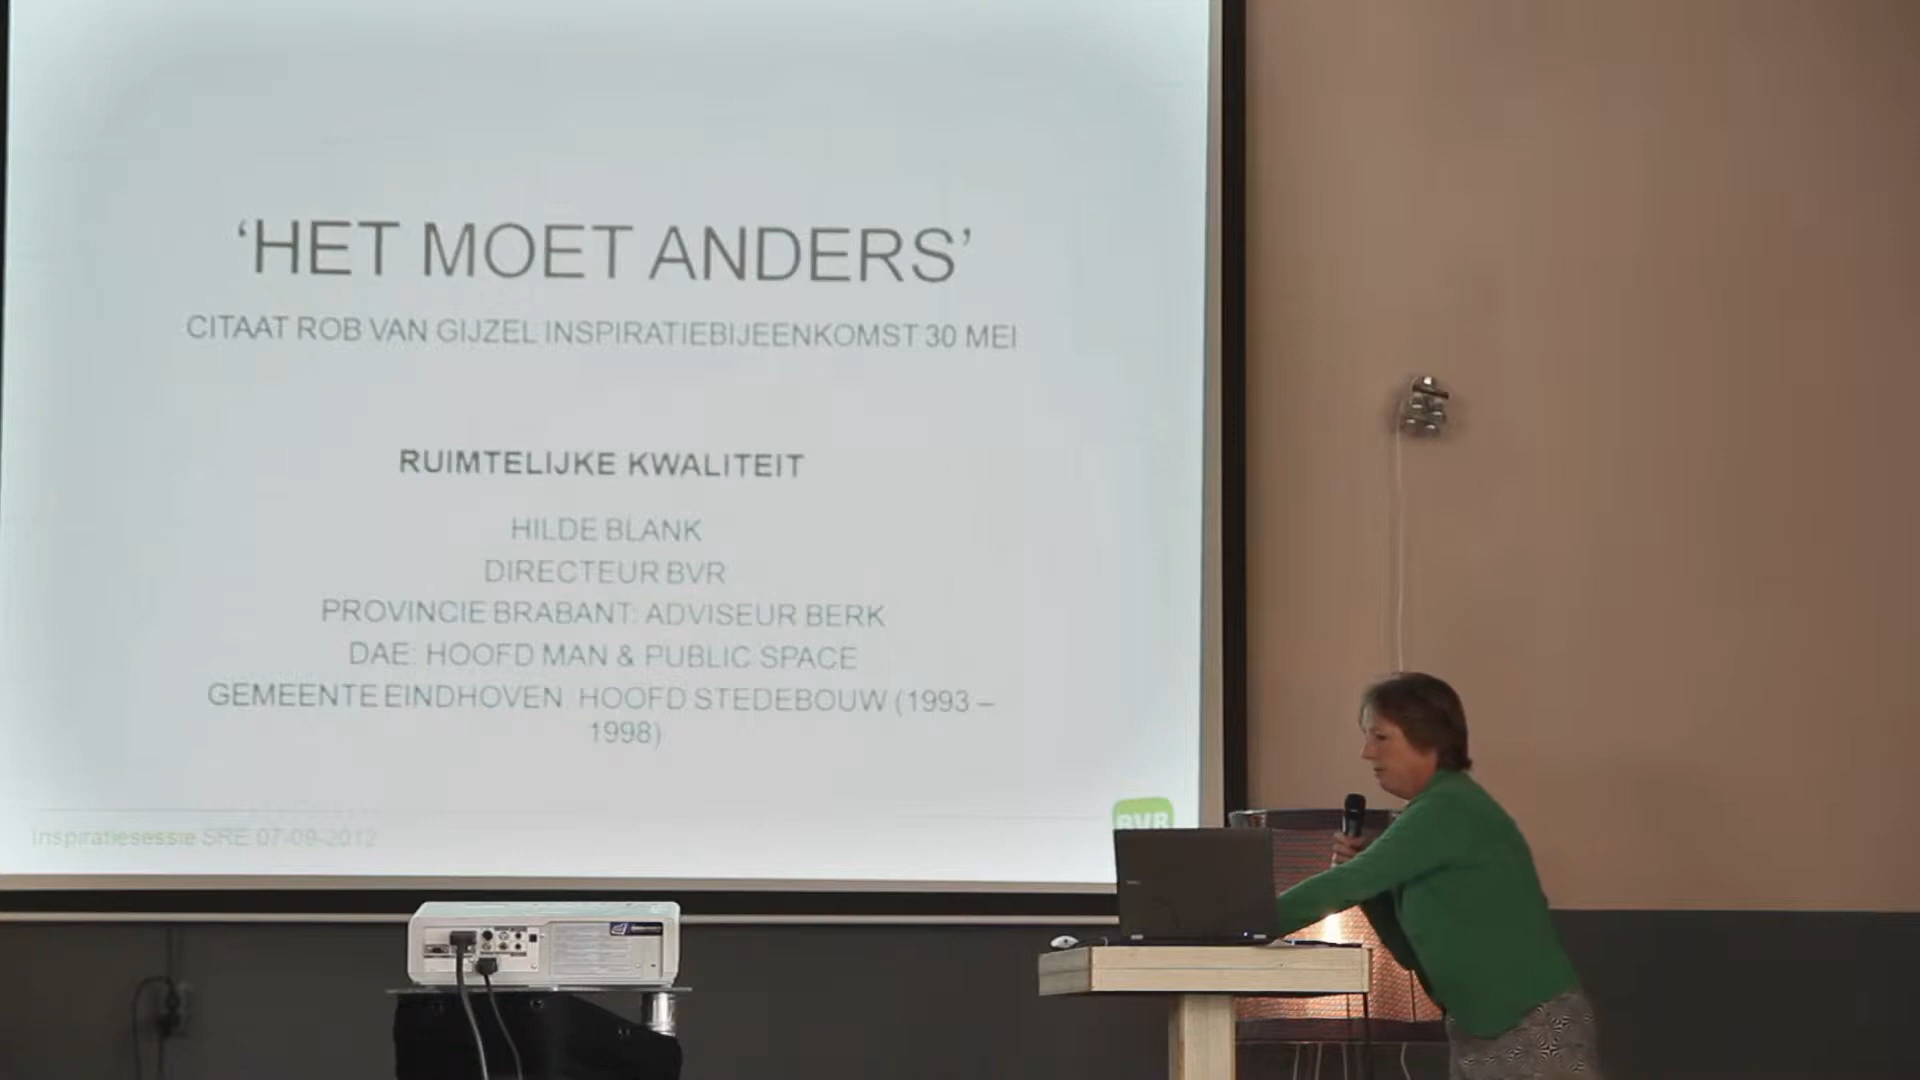 ‘HET MOET ANDERS’
CITAAT ROB VAN GIJZEL INSPIRATIEBIJEENKOMST 30 MEI
RUIMTELIJKE KWALITEIT
HILDE BLANK
DIRECTEUR BVR
PROVINCIE BRABANT: ADVISEUR BERK
DAE: HOOFD MAN & PUBLIC SPACE
GEMEENTE EINDHOVEN: HOOFD STEDEBOUW (1993 –
1998)
BVR
Inspiratiesessie SRE 07-09-2012